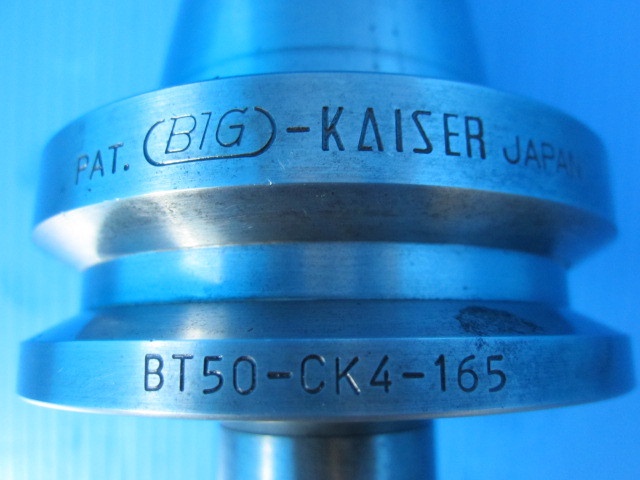 PAT. BIG-KAISER JAPAN
BT50-CK4-165